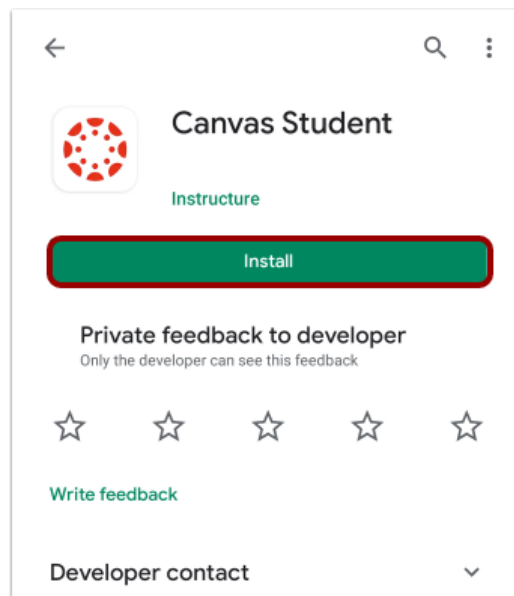 Canvas Student
Instructure
Install
Private feedback to developer
Only the developer can see this feedback
Write feedback
Developer contact